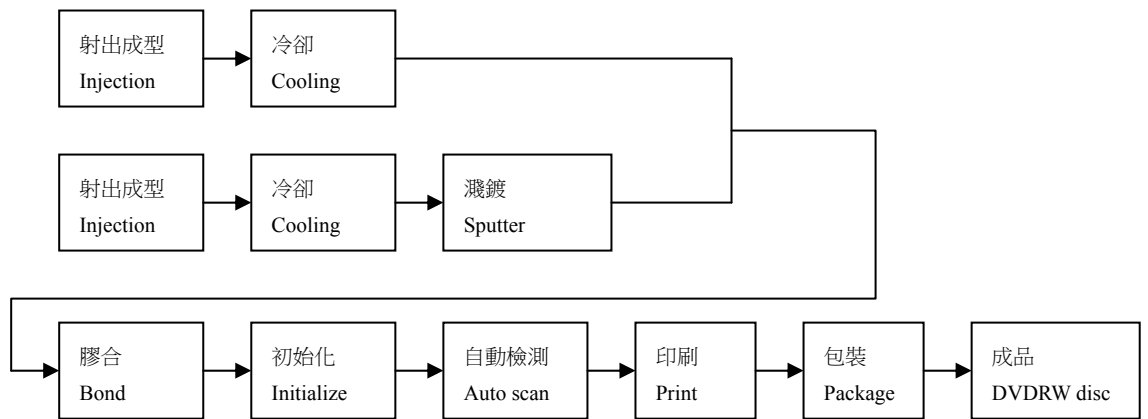 射出成型
Injection
冷卻
Cooling
射出成型
Injection
冷卻
Cooling
濺鍍
Sputter
膠合
Bond
初始化
Initialize
自動檢測
Auto scan
印刷
Print
包裝
Package
成品
DVDRW disc